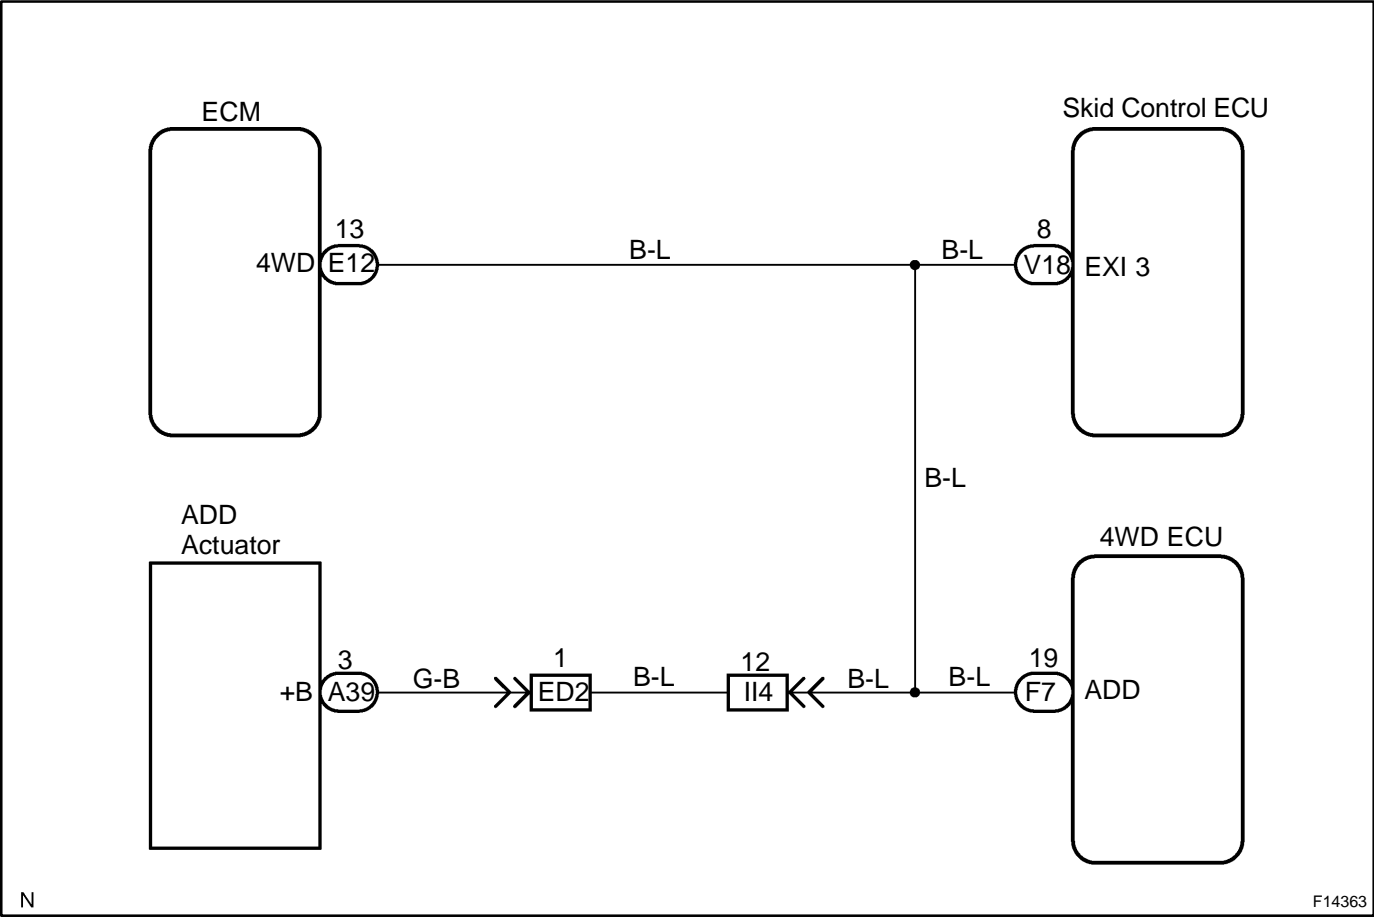 ECM
Skid Control ECU
13
8
4WD
E12
B-L
B-L
V18
EXI 3
B-L
ADD
Actuator
4WD ECU
3
1
12
19
+B
A39
G-B
ED2
B-L
II4
B-L
B-L
F7
ADD
N
F14363